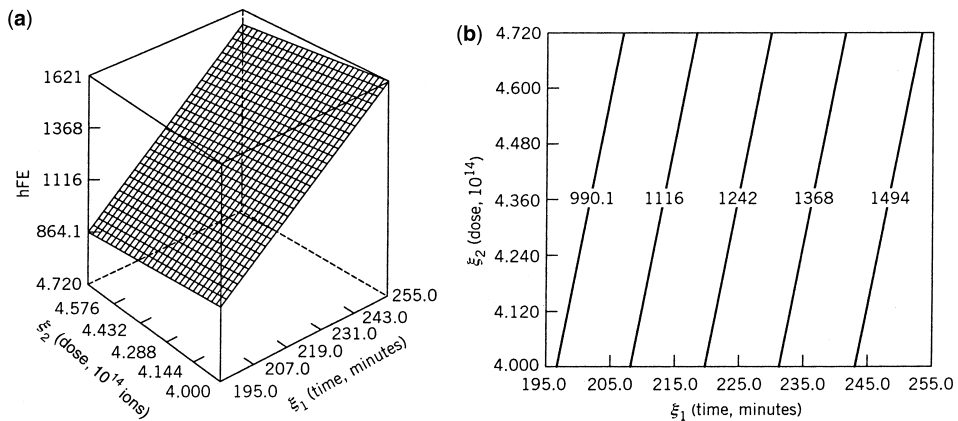 (a)
1621
1368
1116
864.1
4.720
hFE
4.576
4.432
4.288
4.144
4.000
ξ2 (dose, 10^14 ions)
195.0
207.0
219.0
231.0
243.0
255.0
ξ1 (time, minutes)
(b)
4.720
4.600
4.480
4.360
4.240
4.120
4.000
ξ2 (dose, 10^14)
990.1 1116 1242 1368 1494
195.0 205.0 215.0 225.0 235.0 245.0 255.0
ξ1 (time, minutes)